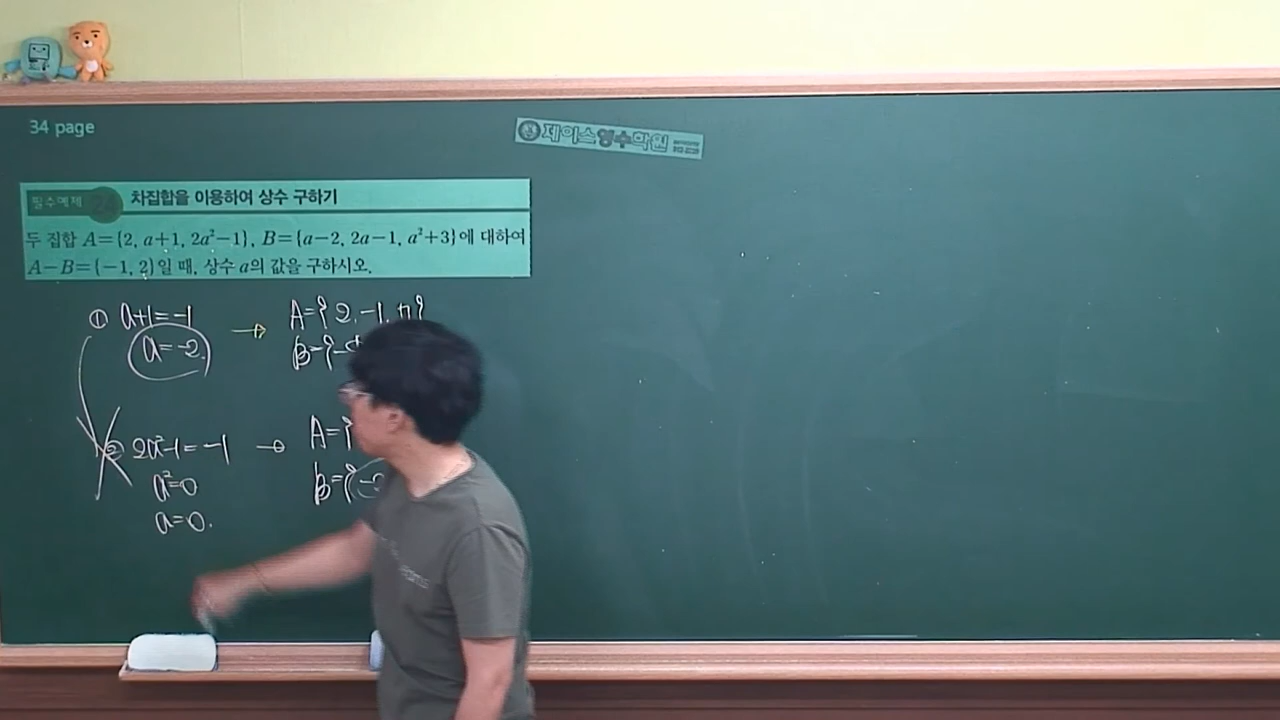 34 page
제이스영수학원
필수예제 24 차집합을 이용하여 상수 구하기
두 집합 A={2, a+1, 2a²−1}, B={a−2, 2a−1, a²+3}에 대하여
A−B={−1, 2}일 때, 상수 a의 값을 구하시오.
① a+1=-1 → A={2, -1, 7}
a=-2. B={-
② 2a²-1=-1 → A={
a²=0 B={-2
a=0.